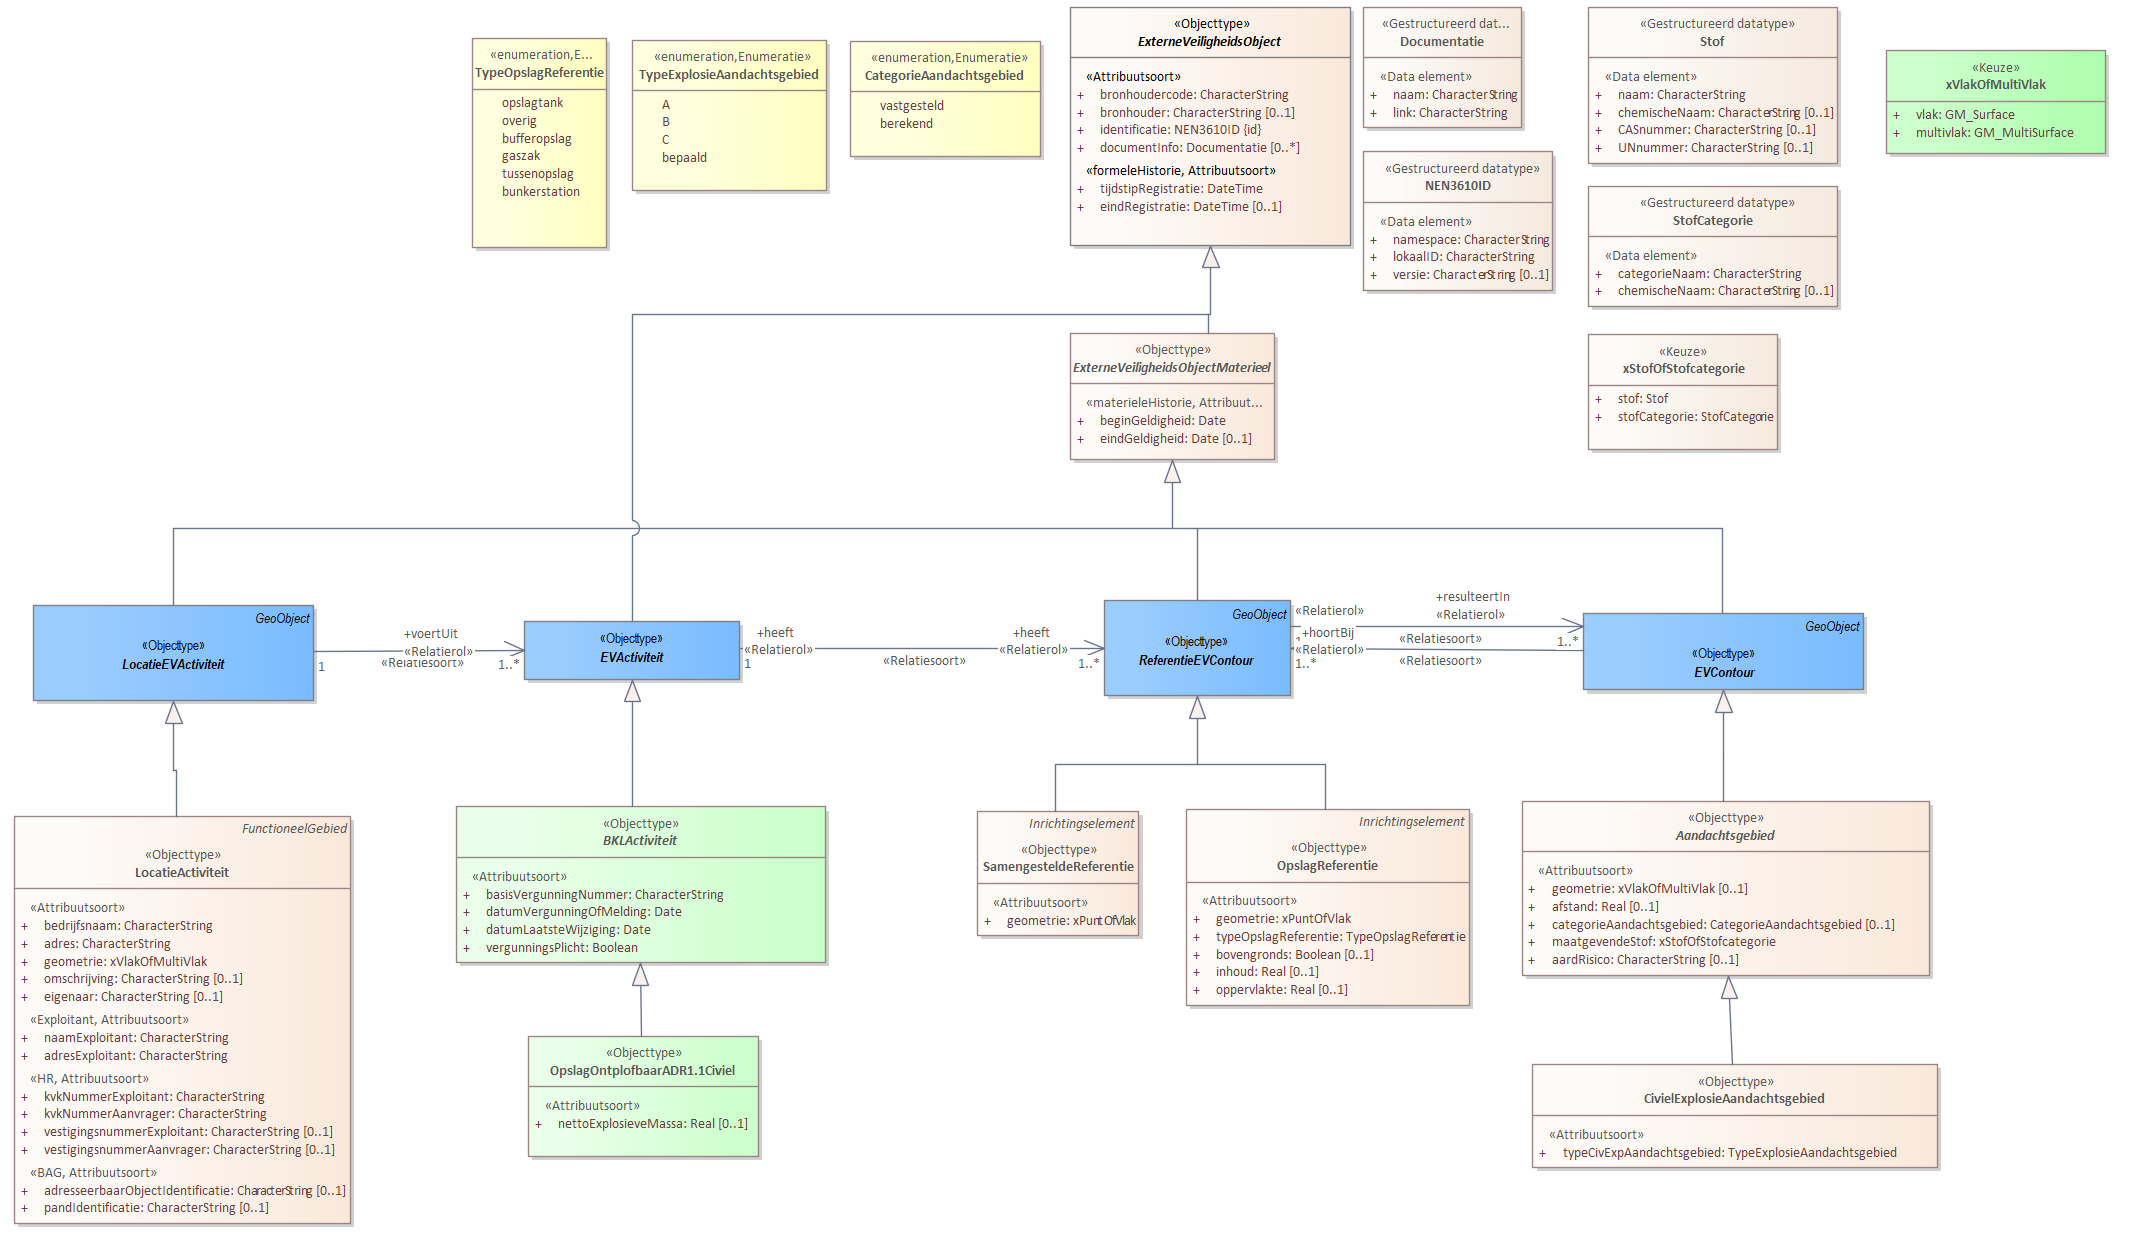 «enumeration,E...
TypeOpslagReferentie
opslagtank
overig
bufferopslag
gaszak
tussenopslag
bunkerstation
«enumeration,Enumeratie»
TypeExplosieAandachtsgebied
A
B
C
bepaald
«enumeration,Enumeratie»
CategorieAandachtsgebied
vastgesteld
berekend
«Objecttype»
ExterneVeiligheidsObject
«Attribuutsoort»
+ bronhoudercode: CharacterString
+ bronhouder: CharacterString [0..1]
+ identificatie: NEN3610ID {id}
+ documentInfo: Documentatie [0..*]
«formeleHistorie, Attribuutsoort»
+ tijdstipRegistratie: DateTime
+ eindRegistratie: DateTime [0..1]
«Gestructureerd dat...
Documentatie
«Data element»
+ naam: CharacterString
+ link: CharacterString
«Gestructureerd datatype»
NEN3610ID
«Data element»
+ namespace: CharacterString
+ lokaalID: CharacterString
+ versie: CharacterString [0..1]
«Gestructureerd datatype»
Stof
«Data element»
+ naam: CharacterString
+ chemischeNaam: CharacterString [0..1]
+ CASnummer: CharacterString [0..1]
+ UNnummer: CharacterString [0..1]
«Gestructureerd datatype»
StofCategorie
«Data element»
+ categorieNaam: CharacterString
+ chemischeNaam: CharacterString [0..1]
«Keuze»
xStofOfStofcategorie
+ stof: Stof
+ stofCategorie: StofCategorie
«Keuze»
xVlakOfMultiVlak
+ vlak: GM_Surface
+ multivlak: GM_MultiSurface
«Objecttype»
ExterneVeiligheidsObjectMaterieel
«materieleHistorie, Attribuut...
+ beginGeldigheid: Date
+ eindGeldigheid: Date [0..1]
GeoObject
«Objecttype»
LocatieEVActiviteit
+voertUit
«Relatierol»
«Relatiesoort»
1
1..*
«Objecttype»
EVActiviteit
+heeft
«Relatierol»
1
«Relatiesoort»
+heeft
«Relatierol»
1..*
GeoObject
«Objecttype»
ReferentieEVContour
«Relatierol»
1
+hoortBij
«Relatierol»
1..*
+resulteertIn
«Relatierol»
«Relatiesoort»
«Relatiesoort»
1..*
GeoObject
«Objecttype»
EVContour
FunctioneelGebied
«Objecttype»
LocatieActiviteit
«Attribuutsoort»
+ bedrijfsnaam: CharacterString
+ adres: CharacterString
+ geometrie: xVlakOfMultiVlak
+ omschrijving: CharacterString [0..1]
+ eigenaar: CharacterString [0..1]
«Exploitant, Attribuutsoort»
+ naamExploitant: CharacterString
+ adresExploitant: CharacterString
«HR, Attribuutsoort»
+ kvkNummerExploitant: CharacterString
+ kvkNummerAanvrager: CharacterString
+ vestigingsnummerExploitant: CharacterString [0..1]
+ vestigingsnummerAanvrager: CharacterString [0..1]
«BAG, Attribuutsoort»
+ adresseerbaarObjectIdentificatie: CharacterString [0..1]
+ pandIdentificatie: CharacterString [0..1]
«Objecttype»
BKLActiviteit
«Attribuutsoort»
+ basisVergunningNummer: CharacterString
+ datumVergunningOfMelding: Date
+ datumLaatsteWijziging: Date
+ vergunningsPlicht: Boolean
«Objecttype»
OpslagOntplofbaarADR1.1Civiel
«Attribuutsoort»
+ nettoExplosieveMassa: Real [0..1]
Inrichtingselement
«Objecttype»
SamengesteldeReferentie
«Attribuutsoort»
+ geometrie: xPuntOfVlak
Inrichtingselement
«Objecttype»
OpslagReferentie
«Attribuutsoort»
+ geometrie: xPuntOfVlak
+ typeOpslagReferentie: TypeOpslagReferentie
+ bovengronds: Boolean [0..1]
+ inhoud: Real [0..1]
+ oppervlakte: Real [0..1]
«Objecttype»
Aandachtsgebied
«Attribuutsoort»
+ geometrie: xVlakOfMultiVlak [0..1]
+ afstand: Real [0..1]
+ categorieAandachtsgebied: CategorieAandachtsgebied [0..1]
+ maatgevendeStof: xStofOfStofcategorie
+ aardRisico: CharacterString [0..1]
«Objecttype»
CivielExplosieAandachtsgebied
«Attribuutsoort»
+ typeCivExpAandachtsgebied: TypeExplosieAandachtsgebied